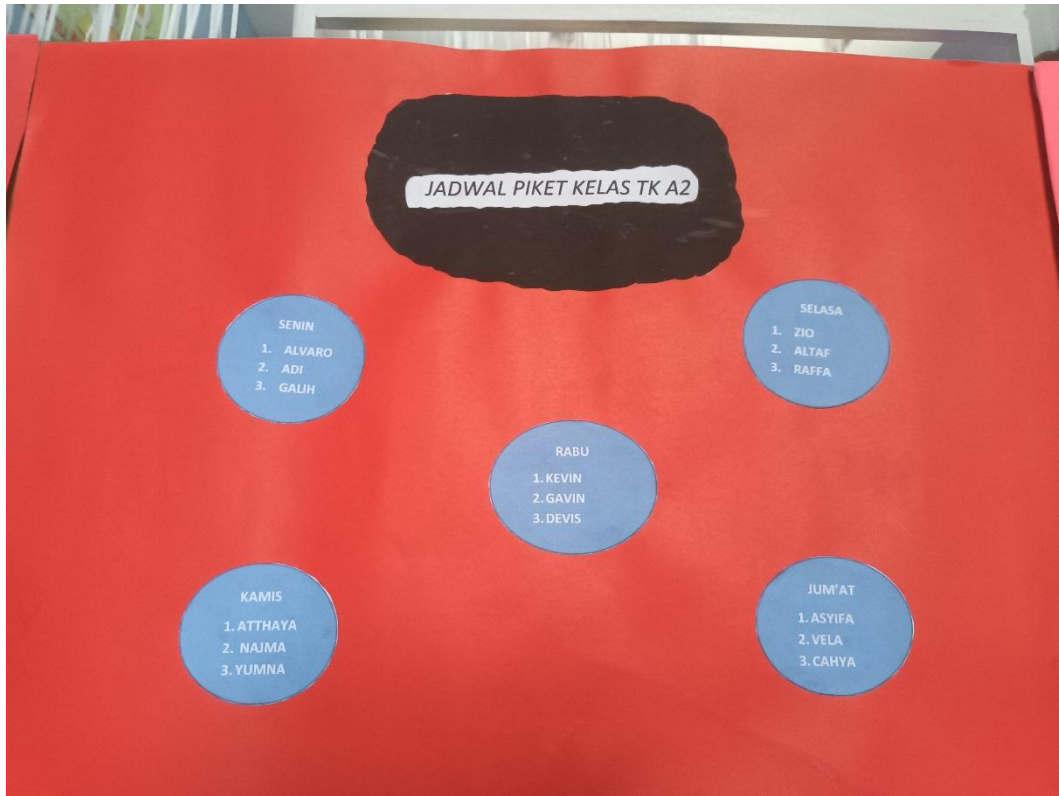 JADWAL PIKET KELAS TK A2
SENIN
1. ALVARO
2. ADI
3. GALIH
SELASA
1. ZIO
2. ALTAF
3. RAFFA
RABU
1. KEVIN
2. GAVIN
3. DEVIS
KAMIS
1. ATTHAYA
2. NAJMA
3. YUMNA
JUM'AT
1. ASYIFA
2. VELA
3. CAHYA